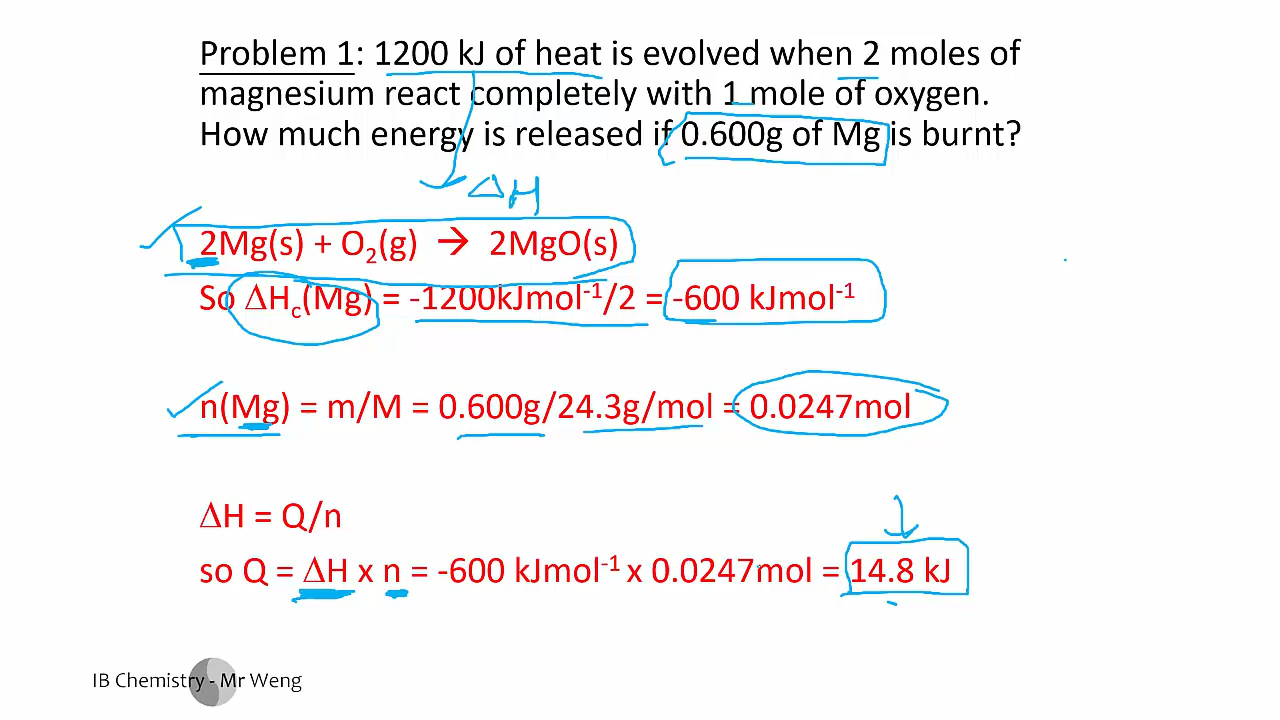 Problem 1: 1200 kJ of heat is evolved when 2 moles of
magnesium react completely with 1 mole of oxygen.
How much energy is released if 0.600g of Mg is burnt?
ΔH
2Mg(s) + O₂(g) → 2MgO(s)
So ΔHc(Mg) = -1200kJmol⁻¹/2 = -600 kJmol⁻¹
n(Mg) = m/M = 0.600g/24.3g/mol = 0.0247mol
ΔH = Q/n
so Q = ΔH x n = -600 kJmol⁻¹ x 0.0247mol = 14.8 kJ
IB Chemistry - Mr Weng